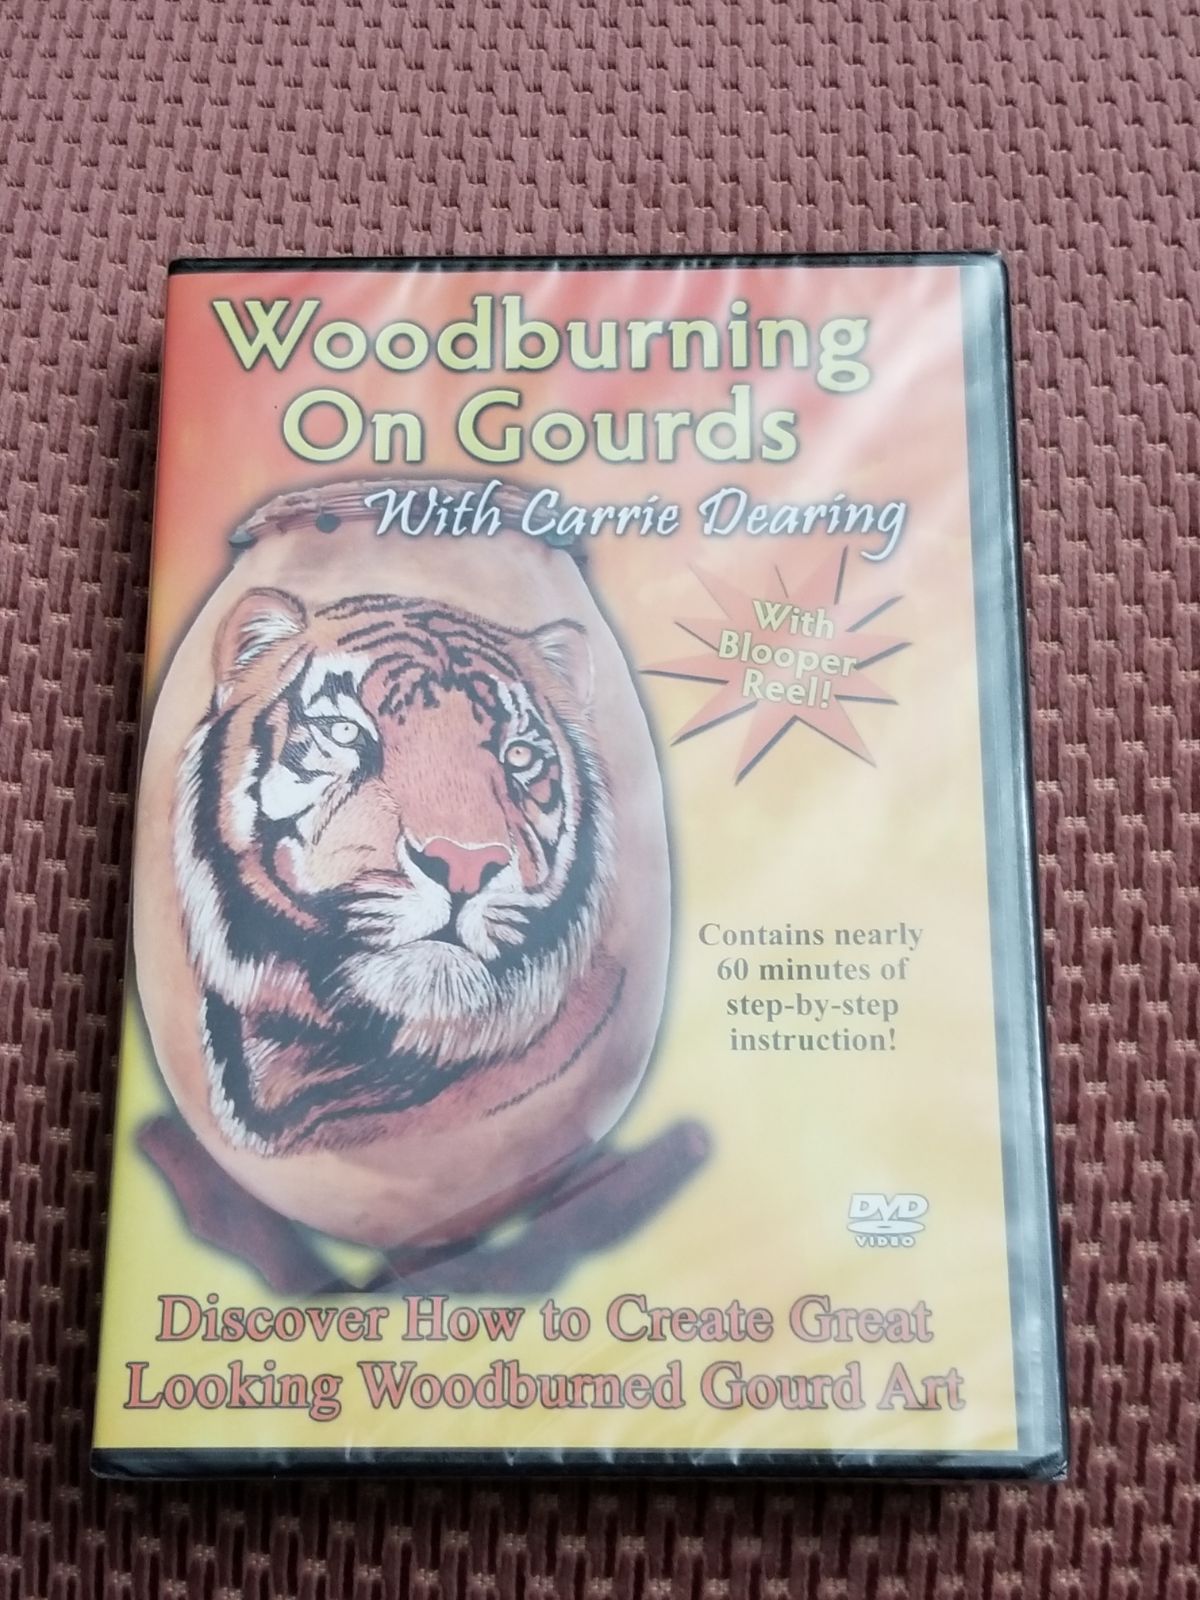 Woodburning
On Gourds
With Carrie Dearing
With
Blooper
Reel!
Contains nearly
60 minutes of
step-by-step
instruction!
DVD
VIDEO
Discover How to Create Great
Looking Woodburned Gourd Art